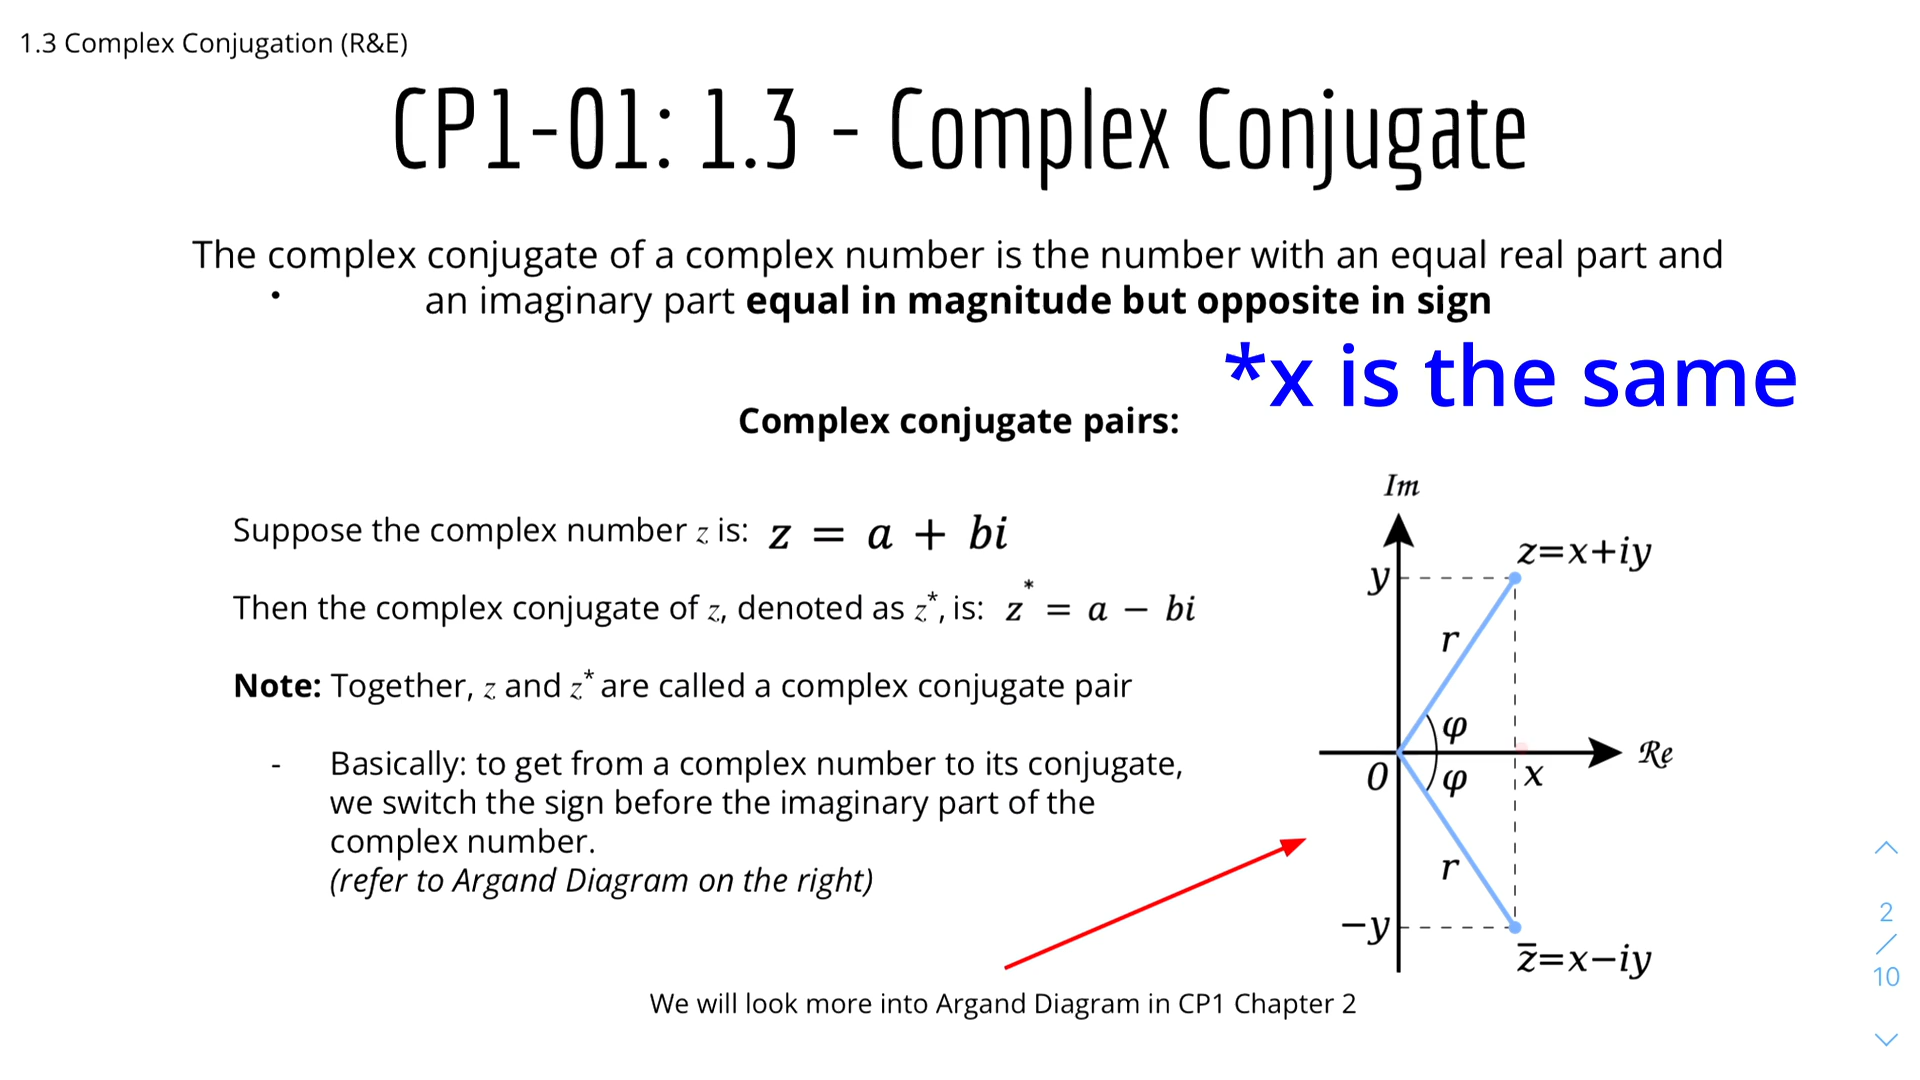 1.3 Complex Conjugation (R&E)
CP1-01: 1.3 - Complex Conjugate
The complex conjugate of a complex number is the number with an equal real part and
an imaginary part equal in magnitude but opposite in sign
*x is the same
Complex conjugate pairs:
Suppose the complex number z is: z = a + bi
Then the complex conjugate of z, denoted as z*, is: z* = a − bi
Note: Together, z and z* are called a complex conjugate pair
- Basically: to get from a complex number to its conjugate,
we switch the sign before the imaginary part of the
complex number.
(refer to Argand Diagram on the right)
Im
z=x+iy
y
r
φ
Re
0
φ
x
r
−y
z̅=x−iy
We will look more into Argand Diagram in CP1 Chapter 2
2
/
10